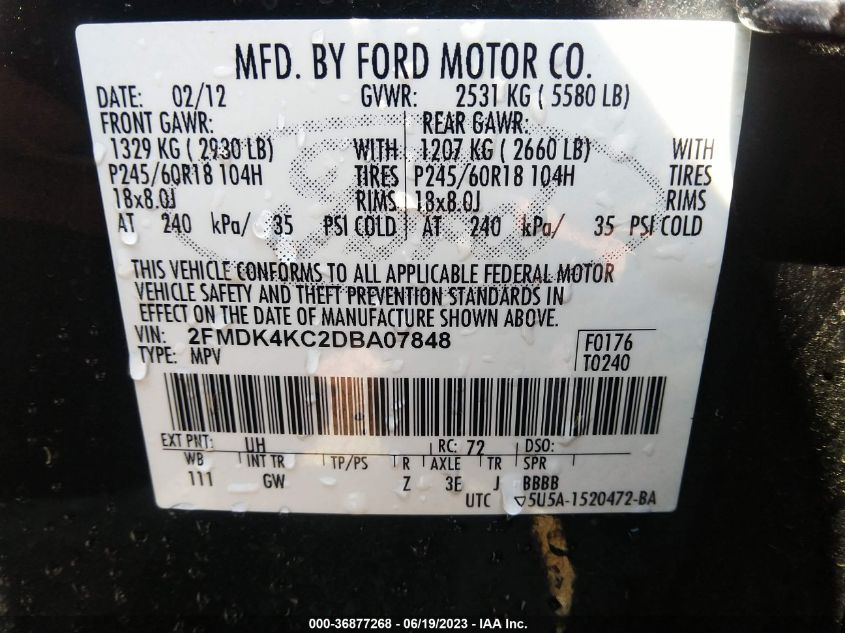 MFD. BY FORD MOTOR CO.
DATE: 02/12 GVWR: 2531 KG ( 5580 LB)
FRONT GAWR: REAR GAWR:
1329 KG ( 2930 LB) WITH 1207 KG ( 2660 LB) WITH
P245/60R18 104H TIRES P245/60R18 104H TIRES
18x8.0J RIMS 18x8.0J RIMS
AT 240 kPa/ 35 PSI COLD AT 240 kPa/ 35 PSI COLD
THIS VEHICLE CONFORMS TO ALL APPLICABLE FEDERAL MOTOR
VEHICLE SAFETY AND THEFT PREVENTION STANDARDS IN
EFFECT ON THE DATE OF MANUFACTURE SHOWN ABOVE.
VIN: 2FMDK4KC2DBA07848 F0176
TYPE: MPV T0240
EXT PNT: UH RC: 72 DSO:
WB INT TR TP/PS R AXLE TR SPR
111 GW Z 3E J BBBB
UTC ▽5U5A-1520472-BA
000-36877268 - 06/19/2023 - IAA Inc.